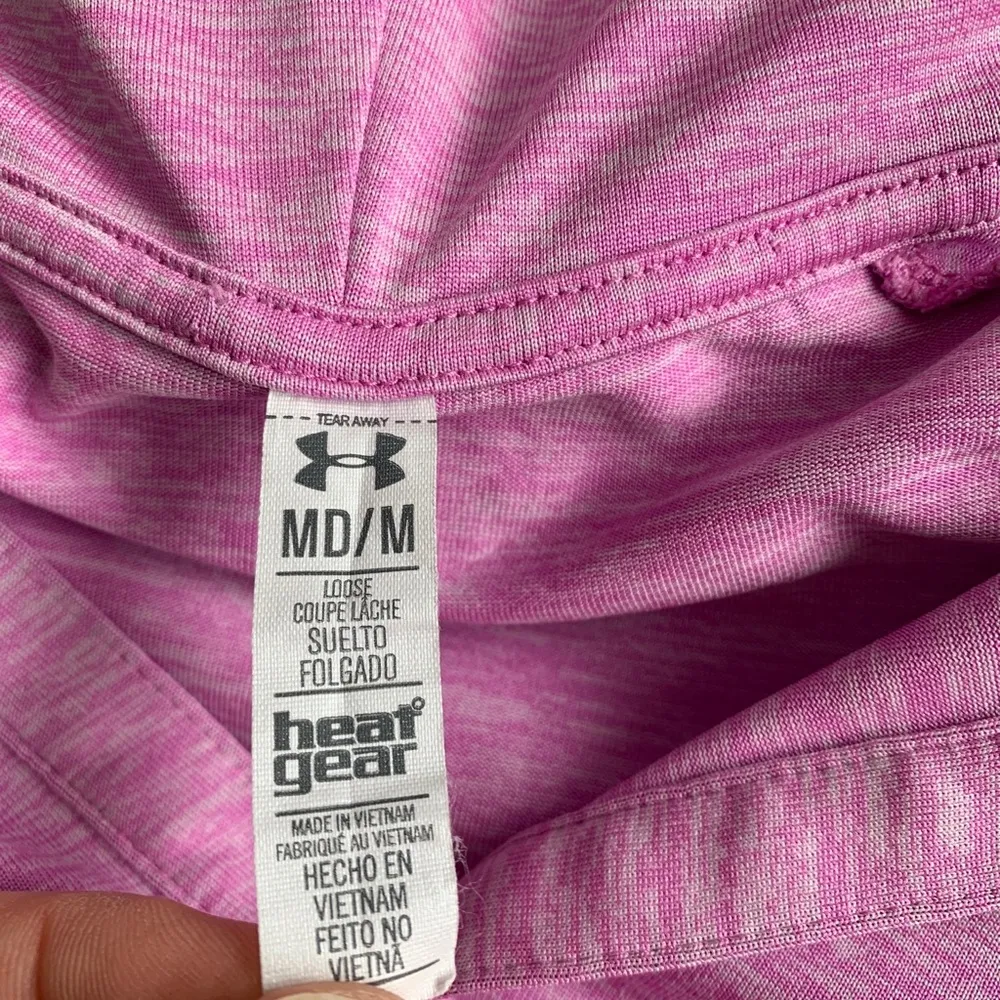 TEAR AWAY
MD/M
LOOSE
COUPE LÂCHE
SUELTO
FOLGADO
heat
gear
MADE IN VIETNAM
FABRIQUÉ AU VIETNAM
HECHO EN
VIETNAM
FEITO NO
VIETNÃ